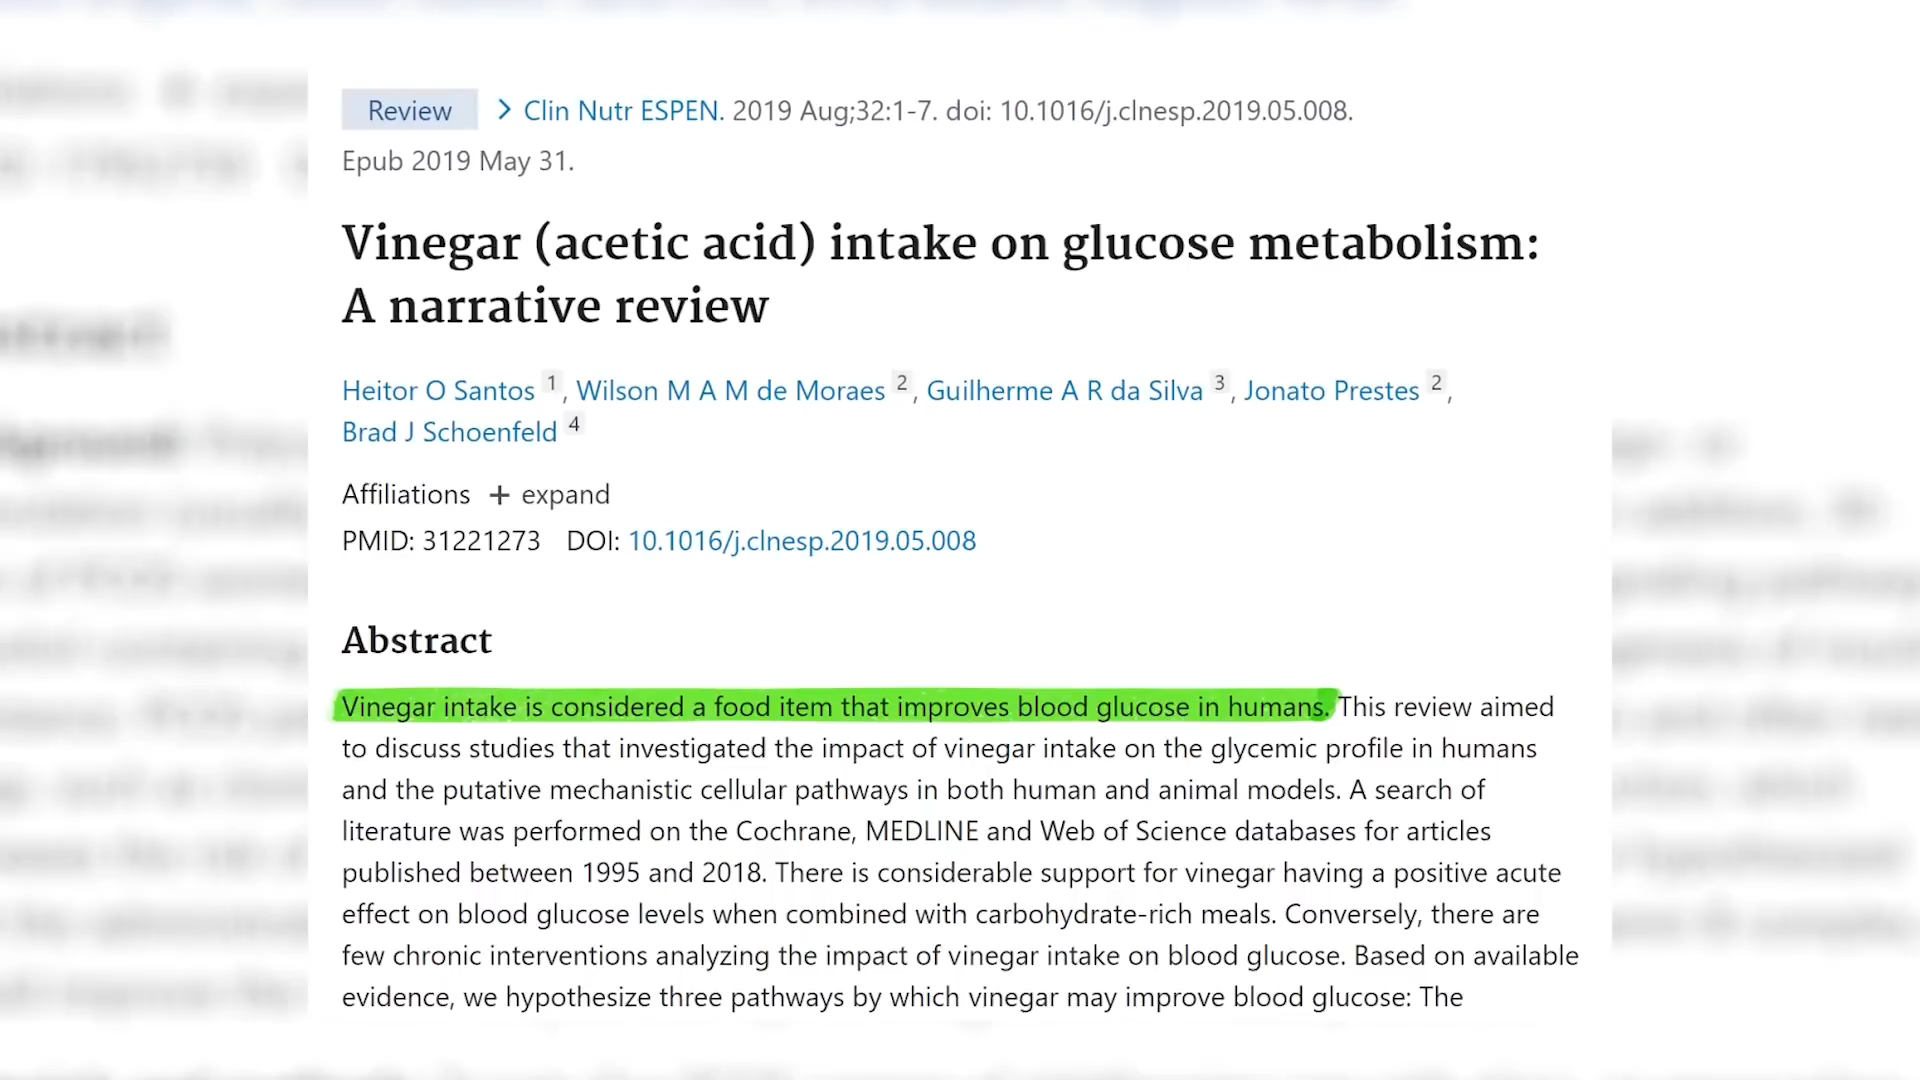 Review > Clin Nutr ESPEN. 2019 Aug;32:1-7. doi: 10.1016/j.clnesp.2019.05.008.
Epub 2019 May 31.
Vinegar (acetic acid) intake on glucose metabolism:
A narrative review
Heitor O Santos 1, Wilson M A M de Moraes 2, Guilherme A R da Silva 3, Jonato Prestes 2,
Brad J Schoenfeld 4
Affiliations + expand
PMID: 31221273 DOI: 10.1016/j.clnesp.2019.05.008
Abstract
Vinegar intake is considered a food item that improves blood glucose in humans. This review aimed
to discuss studies that investigated the impact of vinegar intake on the glycemic profile in humans
and the putative mechanistic cellular pathways in both human and animal models. A search of
literature was performed on the Cochrane, MEDLINE and Web of Science databases for articles
published between 1995 and 2018. There is considerable support for vinegar having a positive acute
effect on blood glucose levels when combined with carbohydrate-rich meals. Conversely, there are
few chronic interventions analyzing the impact of vinegar intake on blood glucose. Based on available
evidence, we hypothesize three pathways by which vinegar may improve blood glucose: The